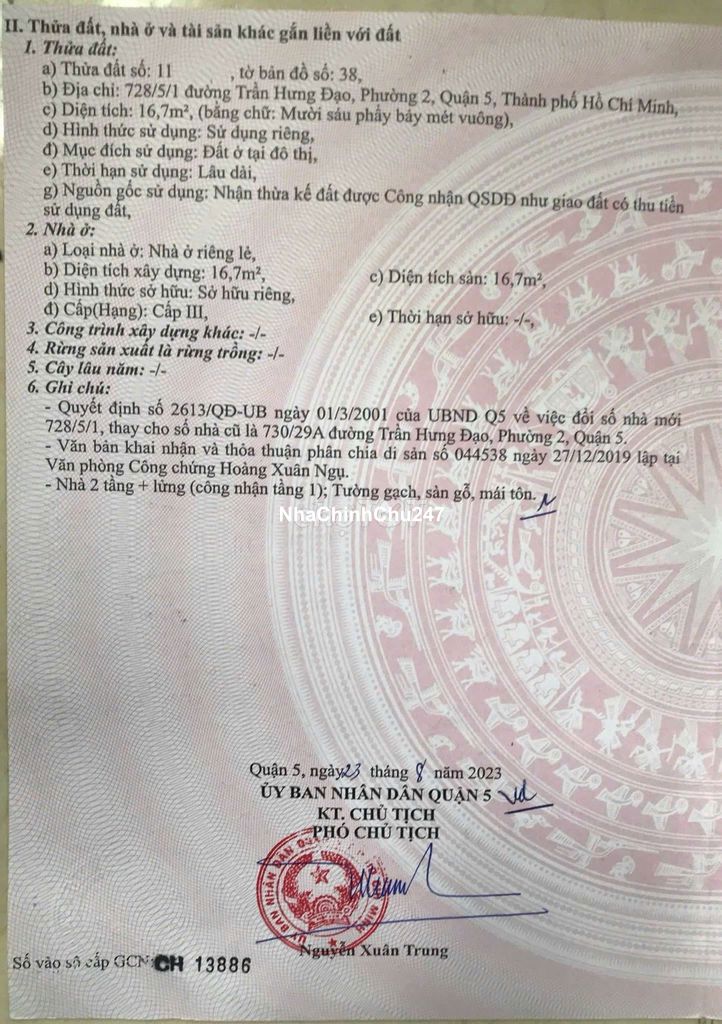 II. Thửa đất, nhà ở và tài sản khác gắn liền với đất
1. Thửa đất:
a) Thửa đất số: 11 , tờ bản đồ số: 38,
b) Địa chỉ: 728/5/1 đường Trần Hưng Đạo, Phường 2, Quận 5, Thành phố Hồ Chí Minh,
c) Diện tích: 16,7m², (bằng chữ: Mười sáu phẩy bảy mét vuông),
d) Hình thức sử dụng: Sử dụng riêng,
đ) Mục đích sử dụng: Đất ở tại đô thị,
e) Thời hạn sử dụng: Lâu dài,
g) Nguồn gốc sử dụng: Nhận thừa kế đất được Công nhận QSDĐ như giao đất có thu tiền
sử dụng đất,
2. Nhà ở:
a) Loại nhà ở: Nhà ở riêng lẻ,
b) Diện tích xây dựng: 16,7m², c) Diện tích sàn: 16,7m²,
d) Hình thức sở hữu: Sở hữu riêng,
đ) Cấp(Hạng): Cấp III, e) Thời hạn sở hữu: -/-,
3. Công trình xây dựng khác: -/-
4. Rừng sản xuất là rừng trồng: -/-
5. Cây lâu năm: -/-
6. Ghi chú:
- Quyết định số 2613/QĐ-UB ngày 01/3/2001 của UBND Q5 về việc đổi số nhà mới
728/5/1, thay cho số nhà cũ là 730/29A đường Trần Hưng Đạo, Phường 2, Quận 5.
- Văn bản khai nhận và thỏa thuận phân chia di sản số 044538 ngày 27/12/2019 lập tại
Văn phòng Công chứng Hoàng Xuân Ngụ.
- Nhà 2 tầng + lửng (công nhận tầng 1); Tường gạch, sàn gỗ, mái tôn.
NhaChinhChu247
Quận 5, ngày 23 tháng 8 năm 2023
ỦY BAN NHÂN DÂN QUẬN 5
KT. CHỦ TỊCH
PHÓ CHỦ TỊCH
Nguyễn Xuân Trung
Số vào sổ cấp GCN: CH 13886